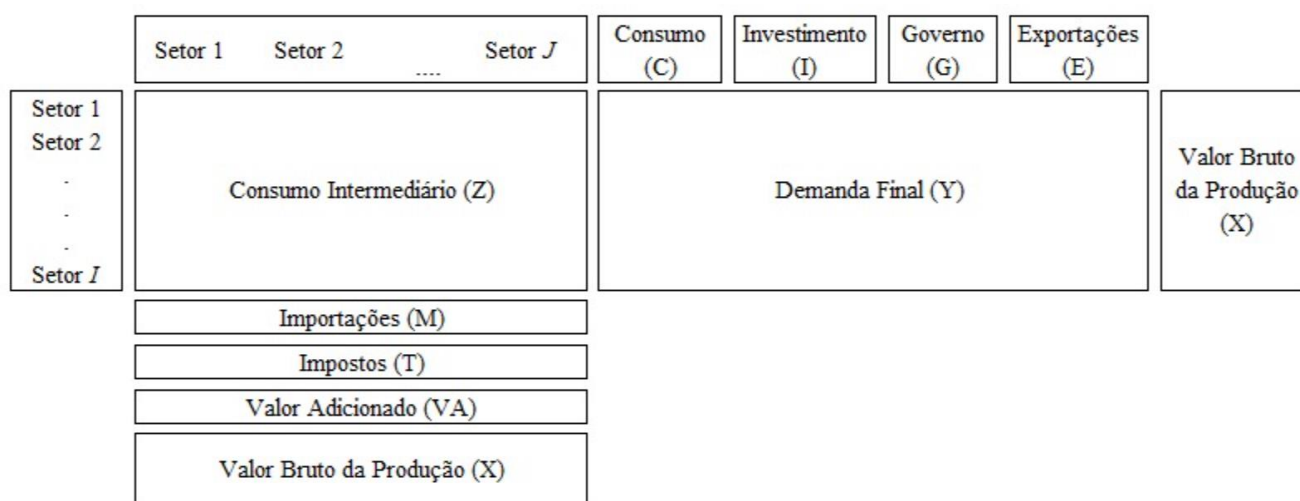 Setor 1 Setor 2 .... Setor J
Consumo
(C)
Investimento
(I)
Governo
(G)
Exportações
(E)
Setor 1
Setor 2
.
.
.
Setor I
Consumo Intermediário (Z)
Demanda Final (Y)
Valor Bruto
da Produção
(X)
Importações (M)
Impostos (T)
Valor Adicionado (VA)
Valor Bruto da Produção (X)